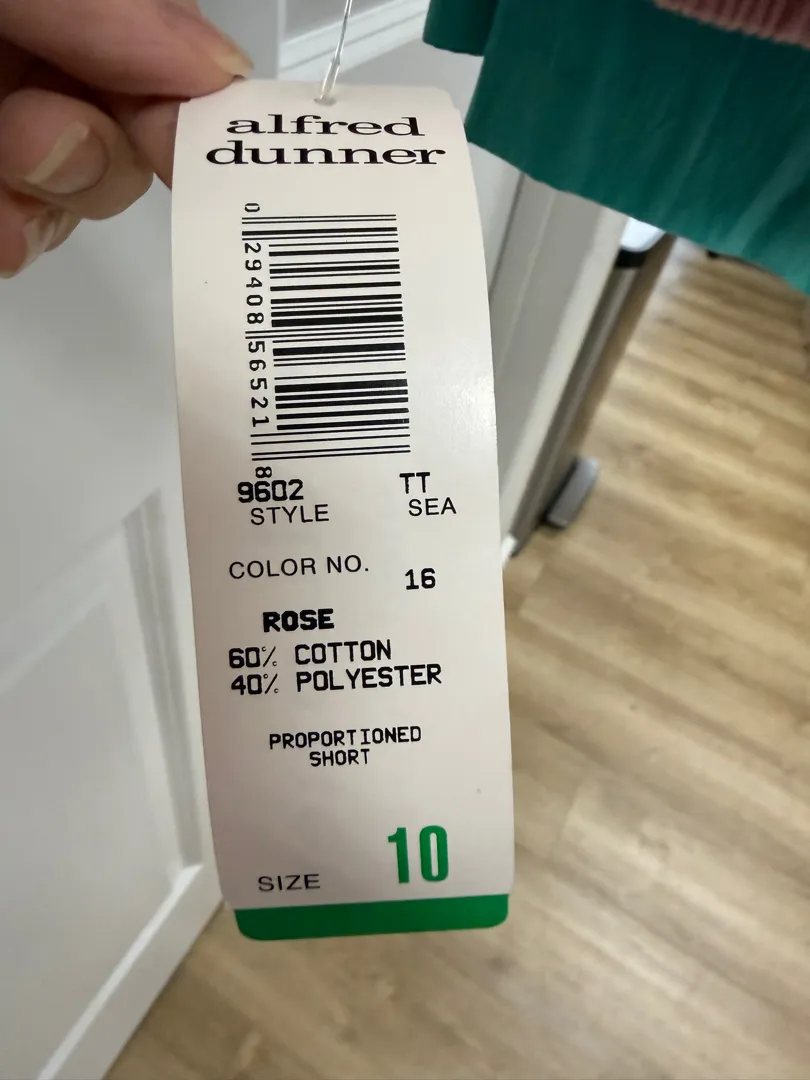 alfred
dunner
0 29408 56521 8
9602 TT
STYLE SEA
COLOR NO. 16
ROSE
60% COTTON
40% POLYESTER
PROPORTIONED
SHORT
SIZE 10